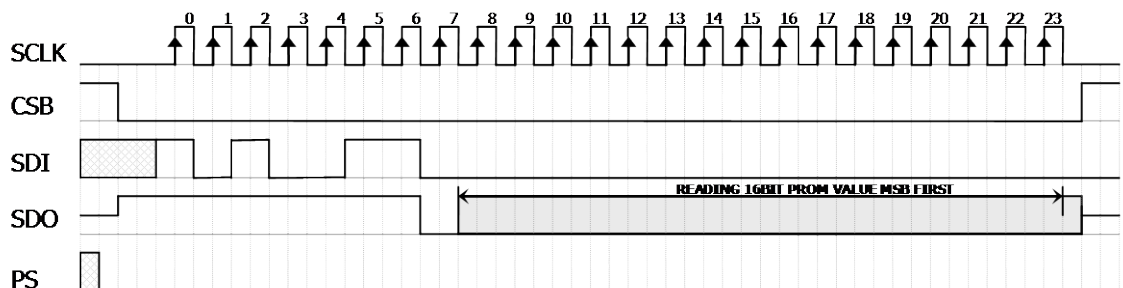 0 1 2 3 4 5 6 7 8 9 10 11 12 13 14 15 16 17 18 19 20 21 22 23
SCLK
CSB
SDI
READING 16BIT PROM VALUE MSB FIRST
SDO
PS